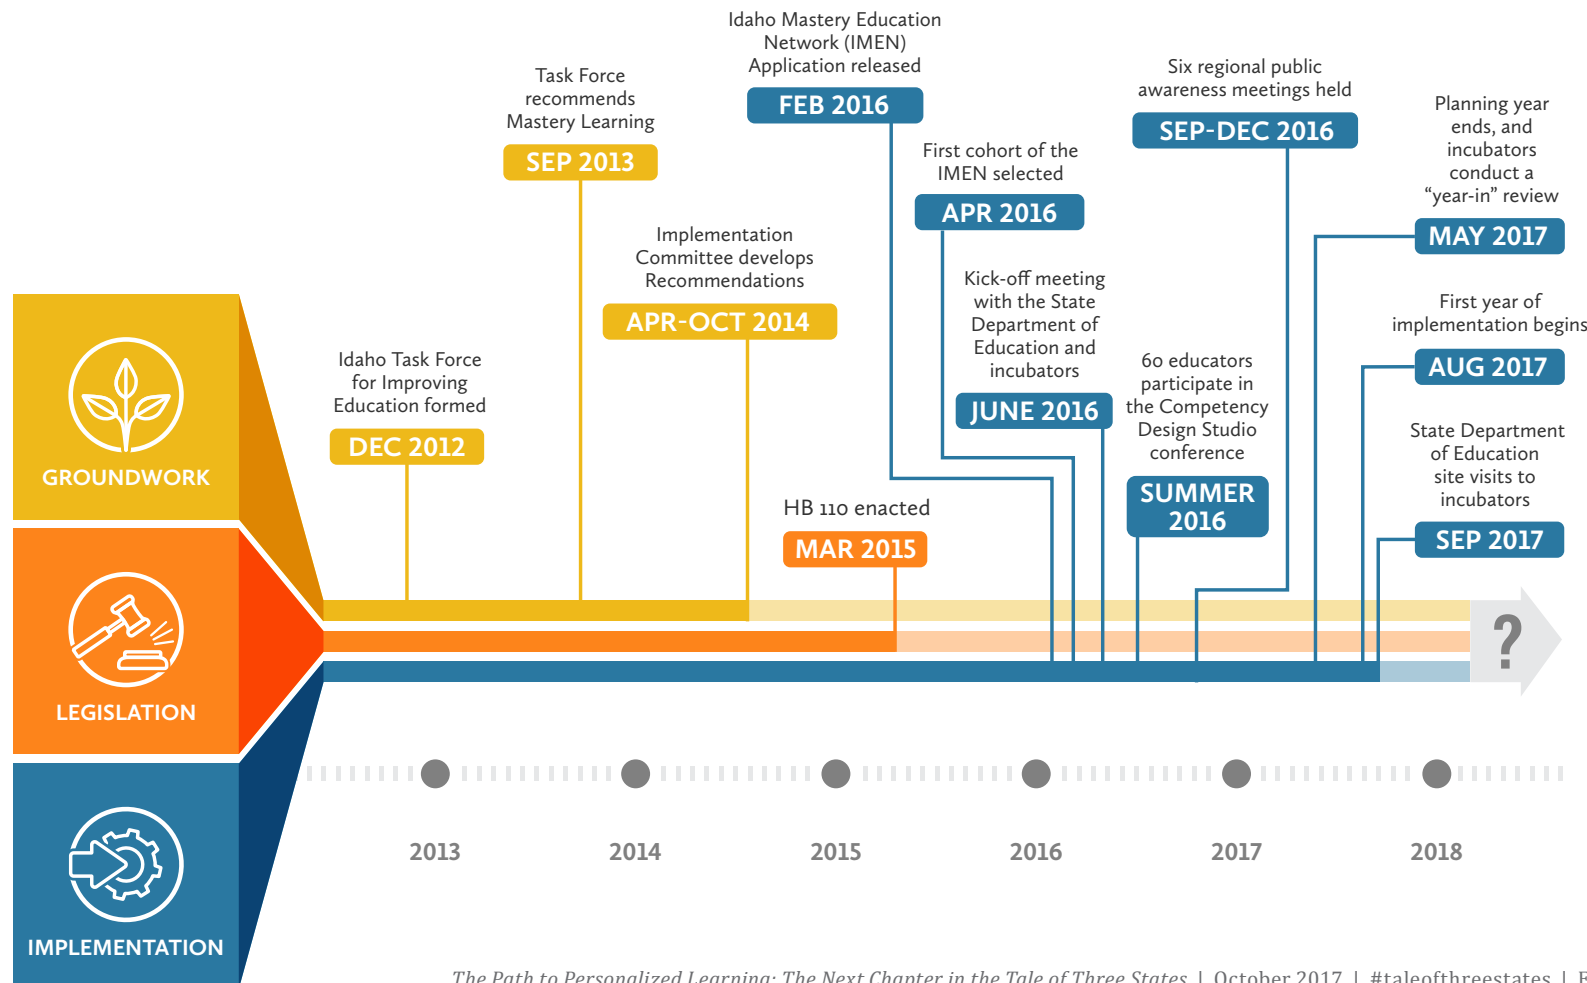 Idaho Mastery Education
Network (IMEN)
Application released
FEB 2016
Task Force
recommends
Mastery Learning
SEP 2013
Six regional public
awareness meetings held
SEP-DEC 2016
Planning year
ends, and
incubators
conduct a
“year-in” review
MAY 2017
First cohort of the
IMEN selected
APR 2016
Implementation
Committee develops
Recommendations
APR-OCT 2014
Kick-off meeting
with the State
Department of
Education and
incubators
JUNE 2016
First year of
implementation begins
AUG 2017
Idaho Task Force
for Improving
Education formed
DEC 2012
60 educators
participate in
the Competency
Design Studio
conference
SUMMER
2016
State Department
of Education
site visits to
incubators
SEP 2017
HB 110 enacted
MAR 2015
GROUNDWORK
LEGISLATION
IMPLEMENTATION
?
2013
2014
2015
2016
2017
2018
The Path to Personalized Learning: The Next Chapter in the Tale of Three States | October 2017 | #taleofthreestates |